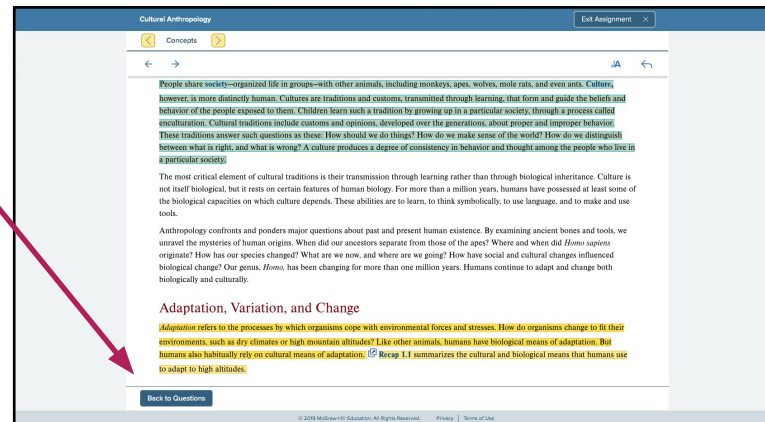 Cultural Anthropology
Exit Assignment ×
Concepts
AA
People share society—organized life in groups—with other animals, including monkeys, apes, wolves, mole rats, and even ants. Culture,
however, is more distinctly human. Cultures are traditions and customs, transmitted through learning, that form and guide the beliefs and
behavior of the people exposed to them. Children learn such a tradition by growing up in a particular society, through a process called
enculturation. Cultural traditions include customs and opinions, developed over the generations, about proper and improper behavior.
These traditions answer such questions as these: How should we do things? How do we make sense of the world? How do we distinguish
between what is right, and what is wrong? A culture produces a degree of consistency in behavior and thought among the people who live in
a particular society.
The most critical element of cultural traditions is their transmission through learning rather than through biological inheritance. Culture is
not itself biological, but it rests on certain features of human biology. For more than a million years, humans have possessed at least some of
the biological capacities on which culture depends. These abilities are to learn, to think symbolically, to use language, and to make and use
tools.
Anthropology confronts and ponders major questions about past and present human existence. By examining ancient bones and tools, we
unravel the mysteries of human origins. When did our ancestors separate from those of the apes? Where and when did Homo sapiens
originate? How has our species changed? What are we now, and where are we going? How have social and cultural changes influenced
biological change? Our genus, Homo, has been changing for more than one million years. Humans continue to adapt and change both
biologically and culturally.
Adaptation, Variation, and Change
Adaptation refers to the processes by which organisms cope with environmental forces and stresses. How do organisms change to fit their
environments, such as dry climates or high mountain altitudes? Like other animals, humans have biological means of adaptation. But
humans also habitually rely on cultural means of adaptation. Recap 1.1 summarizes the cultural and biological means that humans use
to adapt to high altitudes.
Back to Questions
© 2019 McGraw-Hill Education. All Rights Reserved. Privacy | Terms of Use